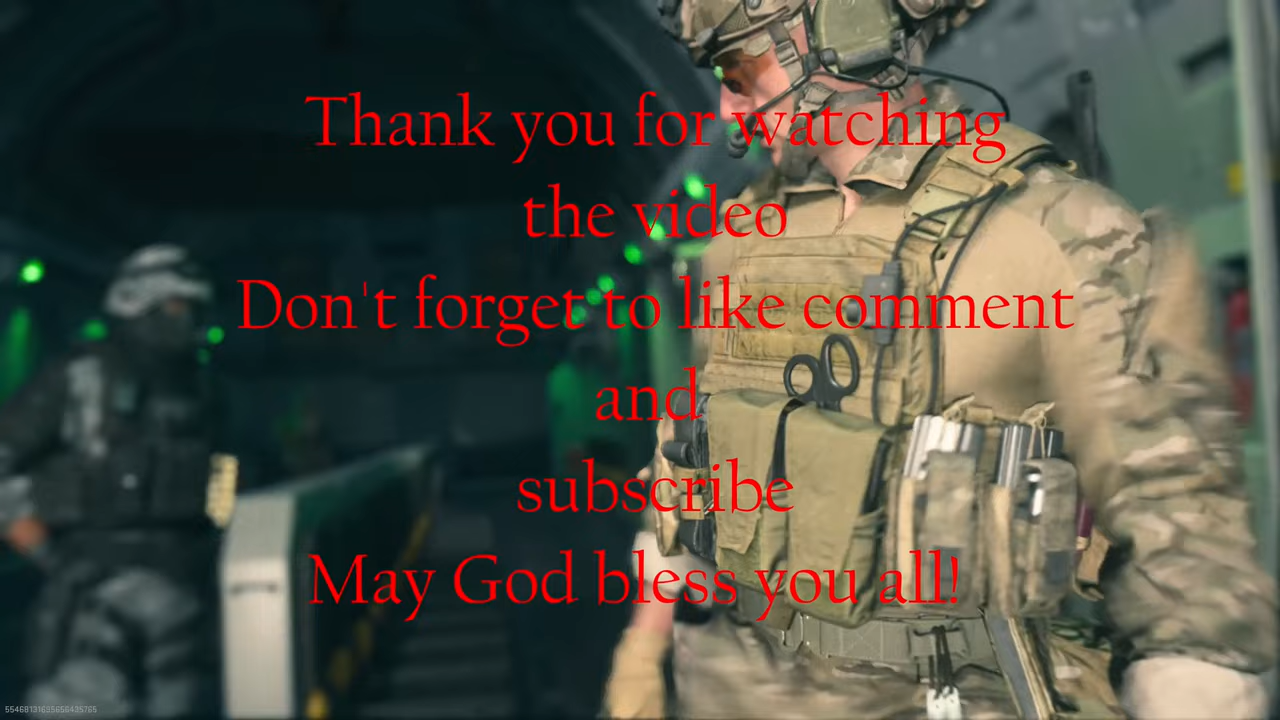 Thank you for watching
the video
Don't forget to like comment
and
subscribe
May God bless you all!